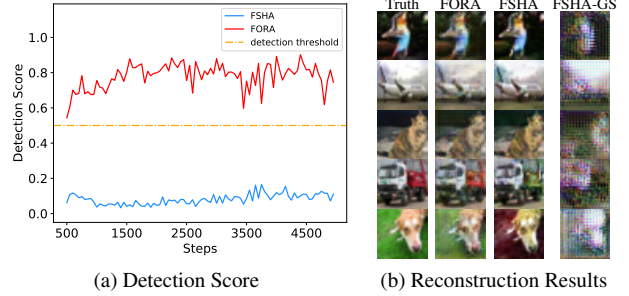 FSHA
FORA
detection threshold
Detection Score
1.0
0.8
0.6
0.4
0.2
0.0
500
1500
2500
3500
4500
Steps
(a) Detection Score
Truth FORA FSHA FSHA-GS
(b) Reconstruction Results